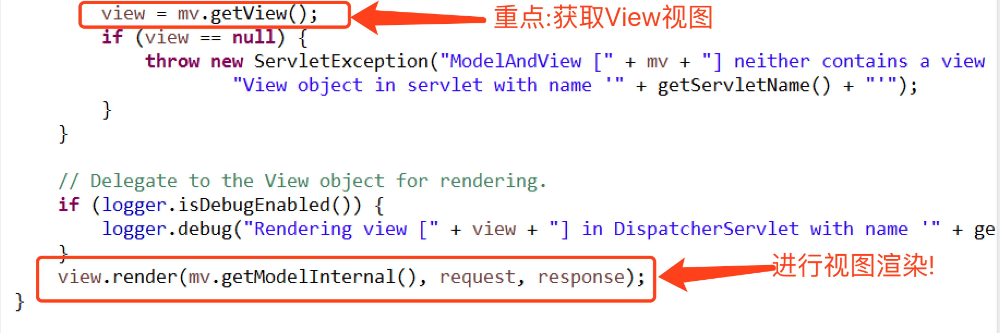 view = mv.getView();
重点:获取View视图
if (view == null) {
throw new ServletException("ModelAndView [" + mv + "] neither contains a view
"View object in servlet with name '" + getServletName() + "'");
}
}
// Delegate to the View object for rendering.
if (logger.isDebugEnabled()) {
logger.debug("Rendering view [" + view + "] in DispatcherServlet with name '" + ge
}
进行视图渲染!
view.render(mv.getModelInternal(), request, response);
}